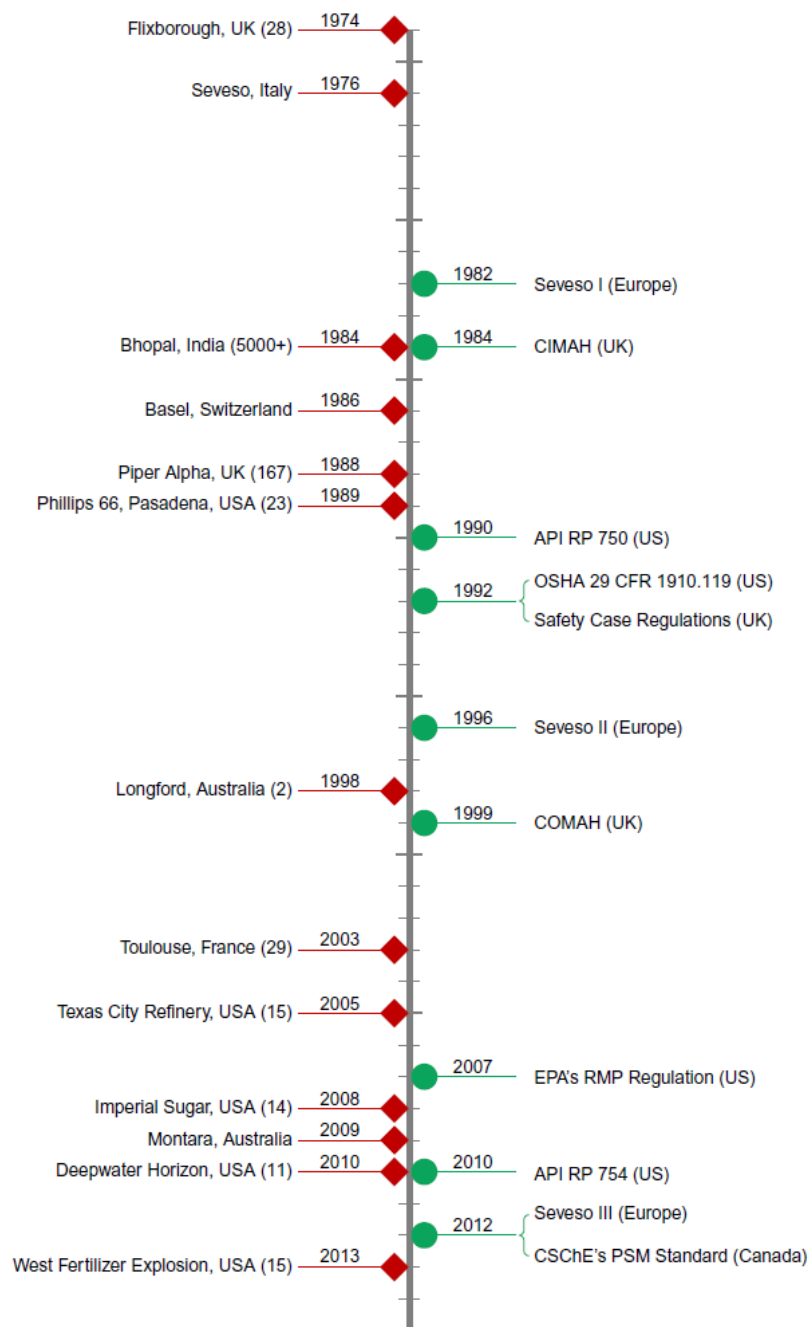 Flixborough, UK (28) 1974
Seveso, Italy 1976
1982 Seveso I (Europe)
Bhopal, India (5000+) 1984 1984 CIMAH (UK)
Basel, Switzerland 1986
Piper Alpha, UK (167) 1988
Phillips 66, Pasadena, USA (23) 1989
1990 API RP 750 (US)
OSHA 29 CFR 1910.119 (US)
1992
Safety Case Regulations (UK)
1996 Seveso II (Europe)
Longford, Australia (2) 1998
1999 COMAH (UK)
Toulouse, France (29) 2003
Texas City Refinery, USA (15) 2005
2007 EPA’s RMP Regulation (US)
Imperial Sugar, USA (14) 2008
Montara, Australia 2009
Deepwater Horizon, USA (11) 2010 2010 API RP 754 (US)
Seveso III (Europe)
2012
CSChE’s PSM Standard (Canada)
West Fertilizer Explosion, USA (15) 2013